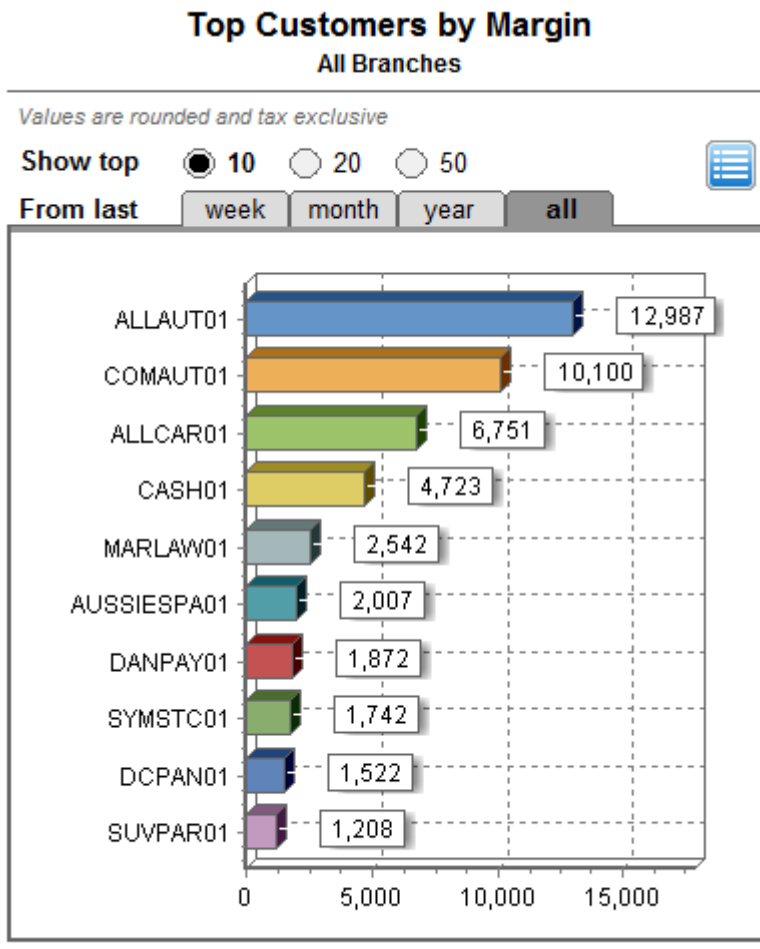 Top Customers by Margin
All Branches
Values are rounded and tax exclusive
Show top 10 20 50
From last week month year all
ALLAUT01 12,987
COMAUT01 10,100
ALLCAR01 6,751
CASH01 4,723
MARLAW01 2,542
AUSSIESPA01 2,007
DANPAY01 1,872
SYMSTC01 1,742
DCPAN01 1,522
SUVPAR01 1,208
0 5,000 10,000 15,000